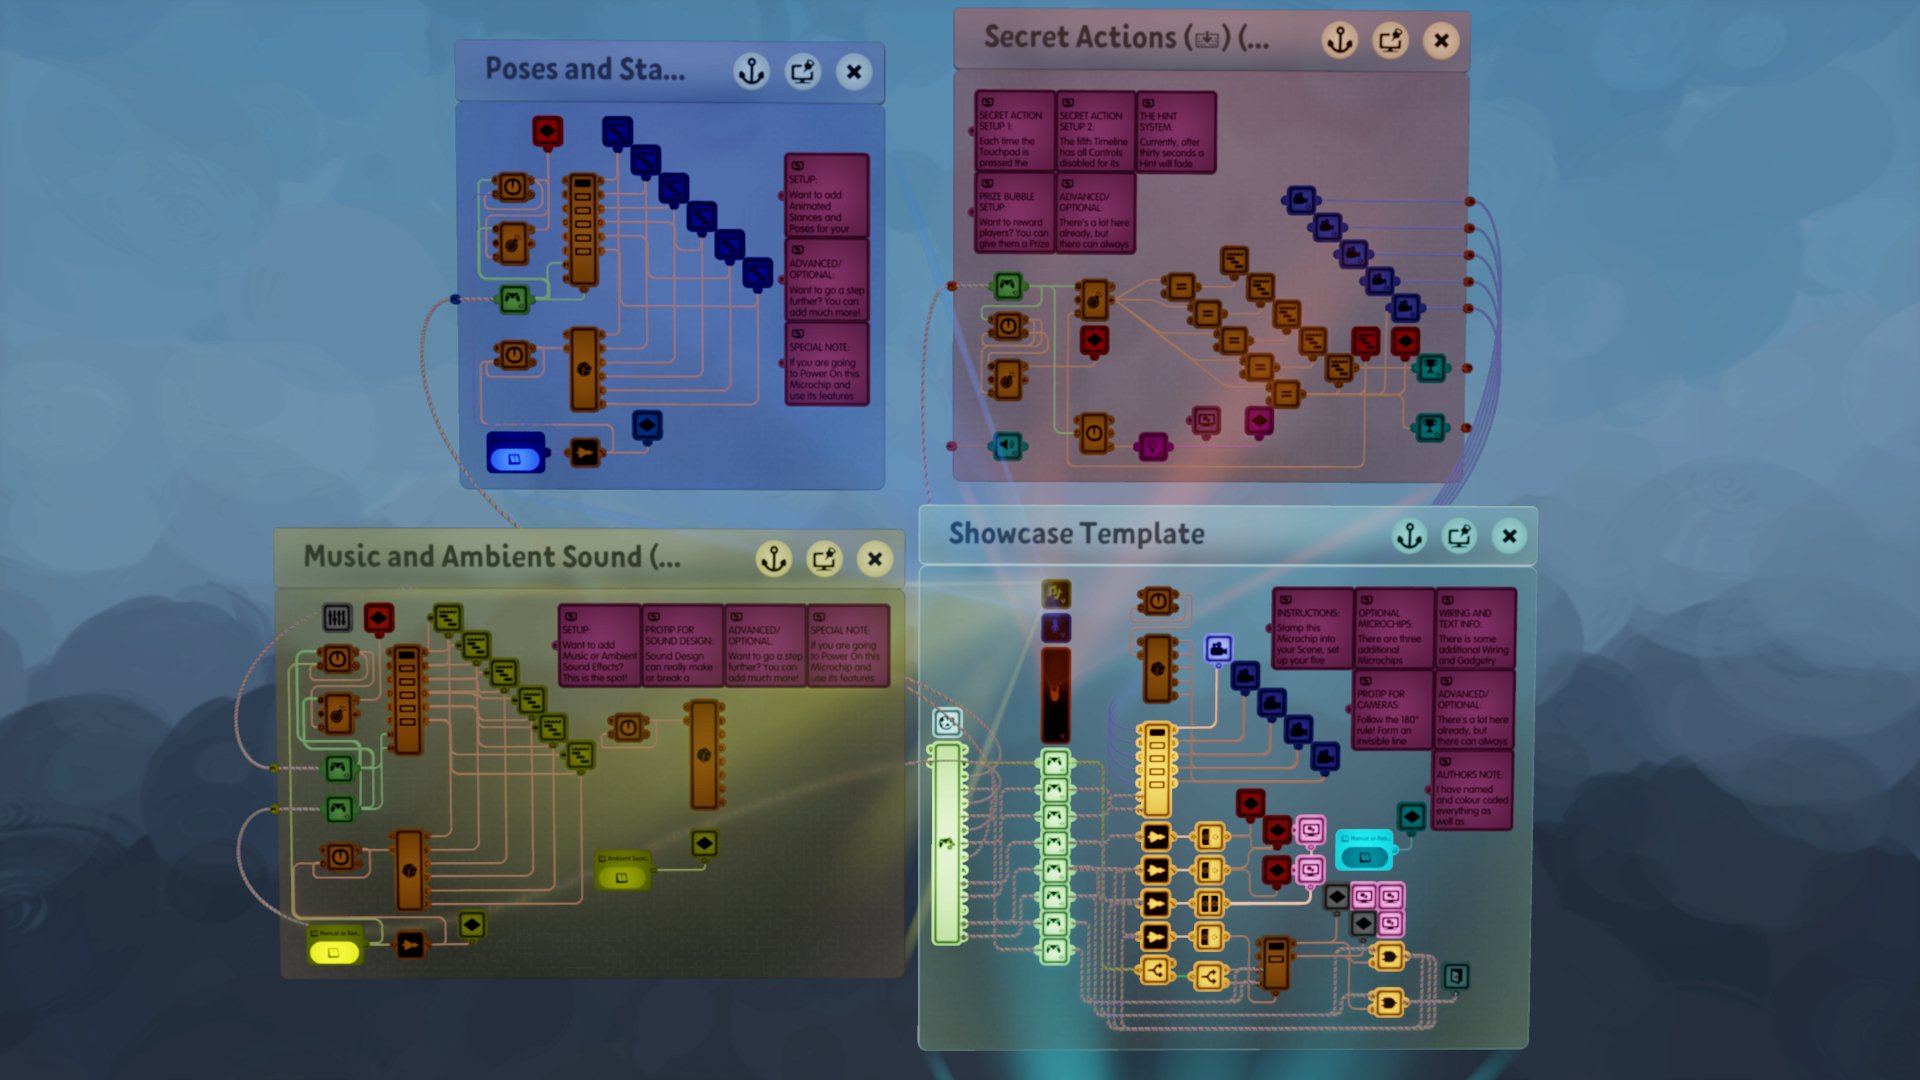 Poses and Sta...
SETUP:
Want to add
Animated
Stances and
Poses for your
ADVANCED/
OPTIONAL:
Want to go a step
further? You can
add much more!
SPECIAL NOTE:
If you are going
to Power On this
Microchip and
use its features
Secret Actions ( ) (...
SECRET ACTION
SETUP 1:
Each time the
Touchpad is
pressed the
SECRET ACTION
SETUP 2:
The fifth Timeline
has all Controls
disabled for its
THE HINT
SYSTEM:
Currently, after
thirty seconds a
Hint will fade
PRIZE BUBBLE
SETUP:
Want to reward
players? You can
give them a Prize
ADVANCED/
OPTIONAL:
There's a lot here
already, but
there can always
Music and Ambient Sound (...
SETUP:
Want to add
Music or Ambient
Sound Effects?
This is the spot!
PROTIP FOR
SOUND DESIGN:
Sound Design
can really make
or break a
ADVANCED/
OPTIONAL:
Want to go a step
further? You can
add much more!
SPECIAL NOTE:
If you are going
to Power On this
Microchip and
use its features
Ambient Soun...
Manual or Ran...
Showcase Template
INSTRUCTIONS:
Stamp this
Microchip into
your Scene, set
up your five
OPTIONAL
MICROCHIPS:
There are three
additional
Microchips
WIRING AND
TEXT INFO:
There is some
additional Wiring
and Gadgetry
PROTIP FOR
CAMERAS:
Follow the 180°
rule! Form an
invisible line
ADVANCED/
OPTIONAL:
There's a lot here
already, but
there can always
AUTHORS NOTE:
I have named
and colour coded
everything as
well as
Manual or Ran...